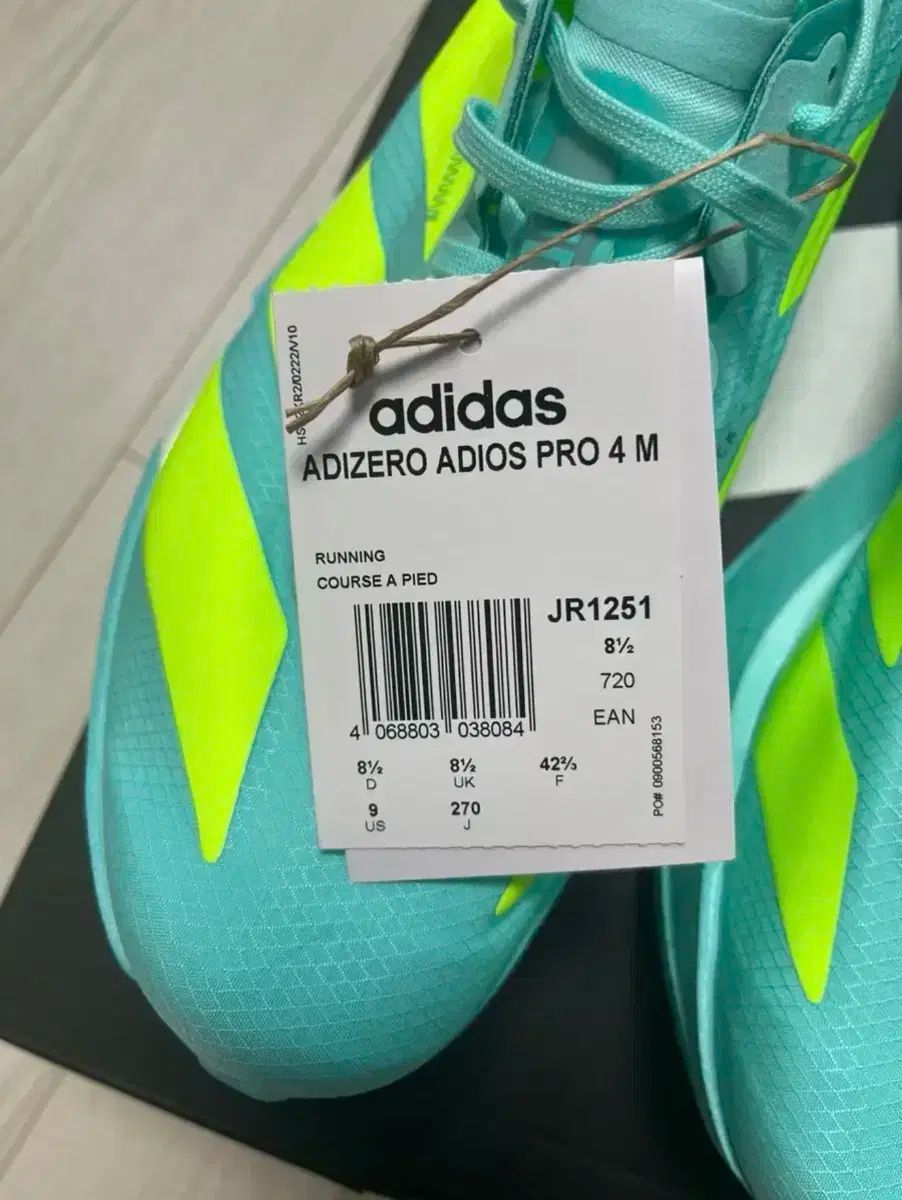 adidas
ADIZERO ADIOS PRO 4 M
RUNNING
COURSE A PIED
JR1251
8½
720
EAN
4 068803 038084
8½ 8½ 42⅔
D UK F
9 270
US J
PO# 0900568153